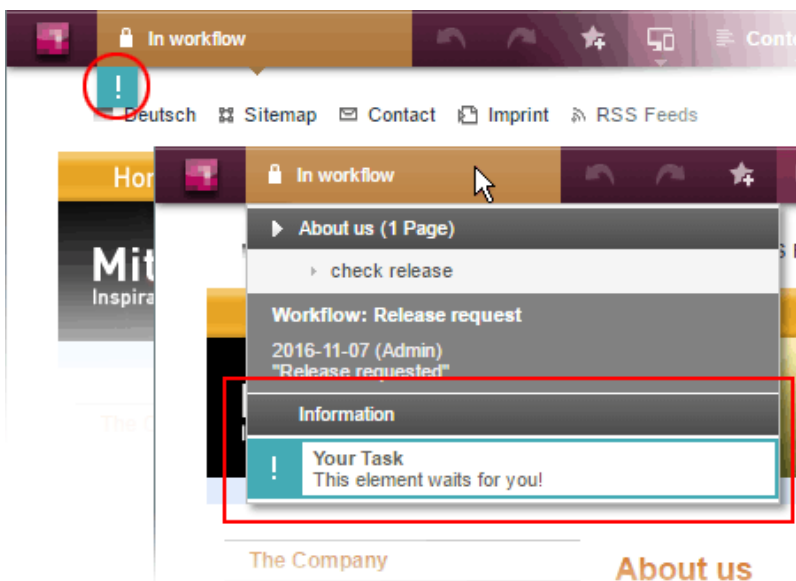 In workflow
Conte
!
Deutsch Sitemap Contact Imprint RSS Feeds
Hor
In workflow
About us (1 Page)
check release
Mit
Inspira
Workflow: Release request
2016-11-07 (Admin)
"Release requested"
Information
!
Your Task
This element waits for you!
The C
The Company
About us